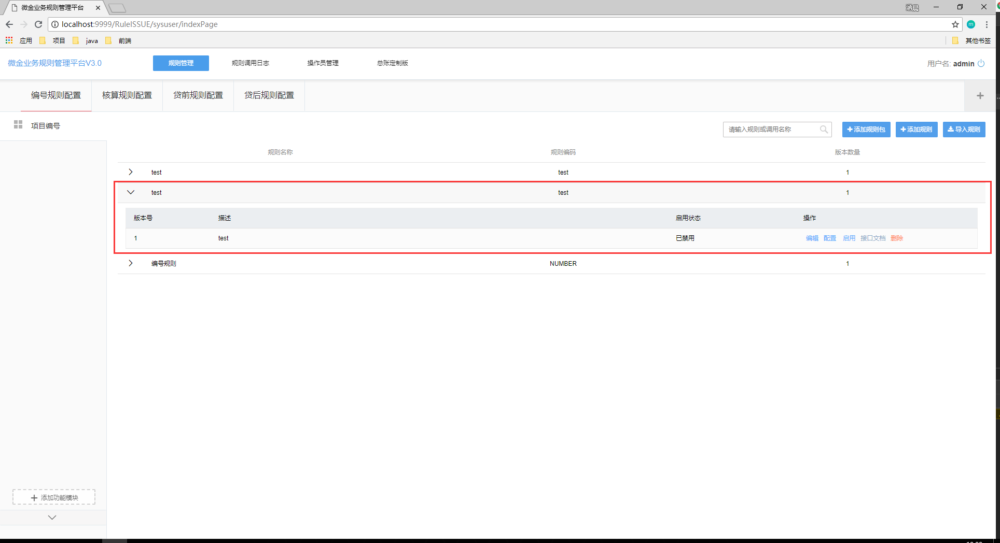 微金业务规则管理平台
涵晨
localhost:9999/RuleISSUE/sysuser/indexPage
m
应用 项目 java 前端 其他书签
微金业务规则管理平台V3.0 规则管理 规则调用日志 操作员管理 总账定制版 用户名: admin
编号规则配置 核算规则配置 贷前规则配置 贷后规则配置
项目编号 请输入规则或调用名称 添加规则包 添加规则 导入规则
规则名称 规则编码 版本数量
test test 1
test test 1
版本号 描述 启用状态 操作
1 test 已禁用 编辑 配置 启用 接口文档 删除
编号规则 NUMBER 1
添加功能模块